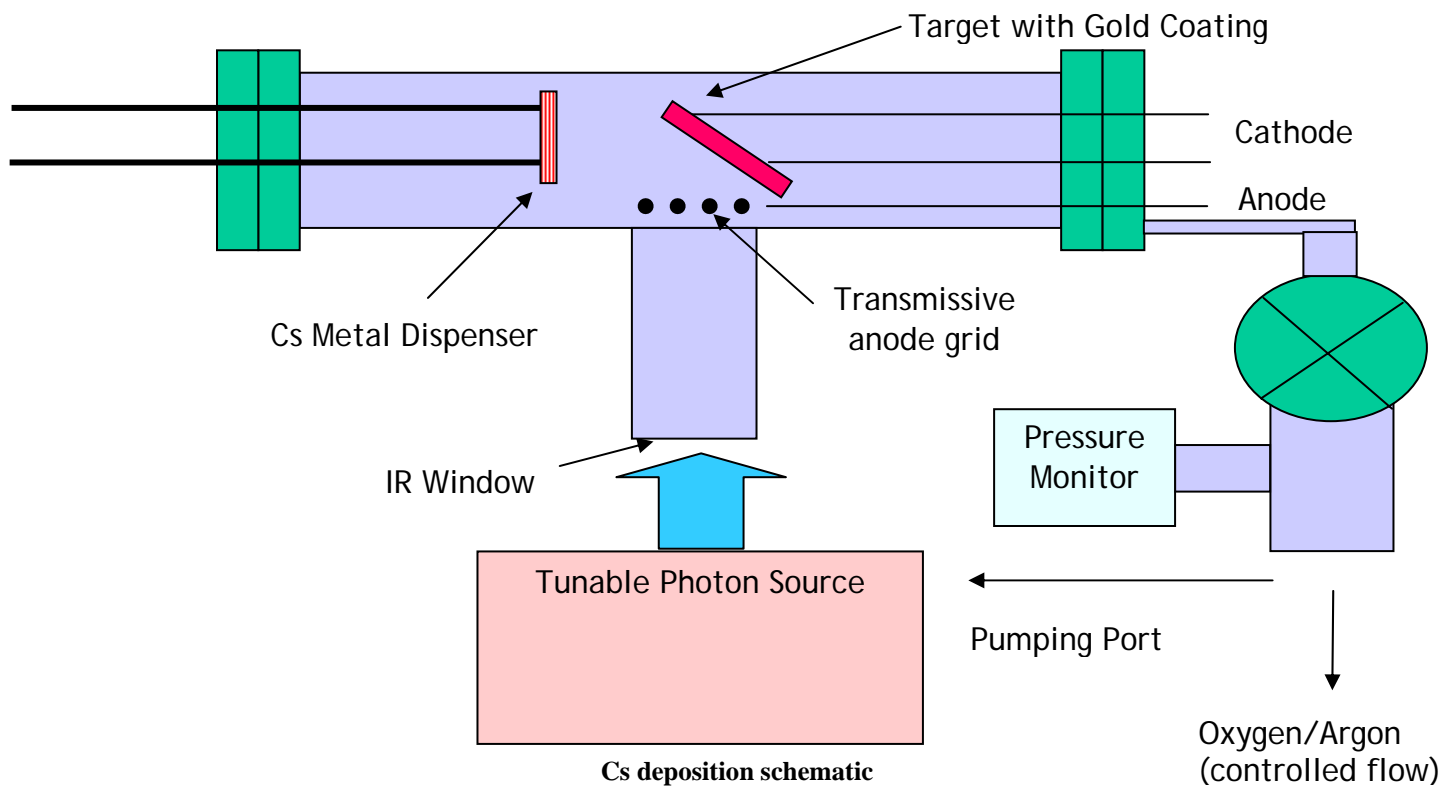 Target with Gold Coating
Cathode
Anode
Cs Metal Dispenser
Transmissive
anode grid
IR Window
Pressure
Monitor
Tunable Photon Source
Pumping Port
Oxygen/Argon
(controlled flow)
Cs deposition schematic